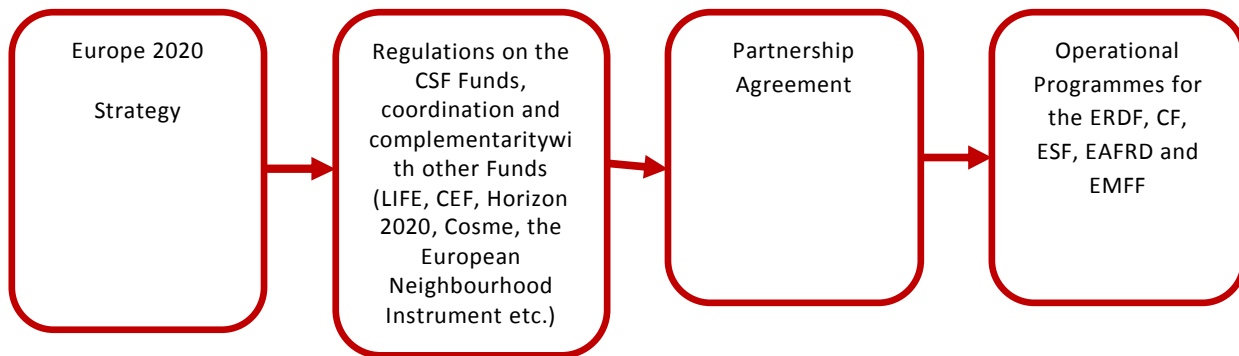 Europe 2020
Strategy
Regulations on the
CSF Funds,
coordination and
complementaritywi
th other Funds
(LIFE, CEF, Horizon
2020, Cosme, the
European
Neighbourhood
Instrument etc.)
Partnership
Agreement
Operational
Programmes for
the ERDF, CF,
ESF, EAFRD and
EMFF